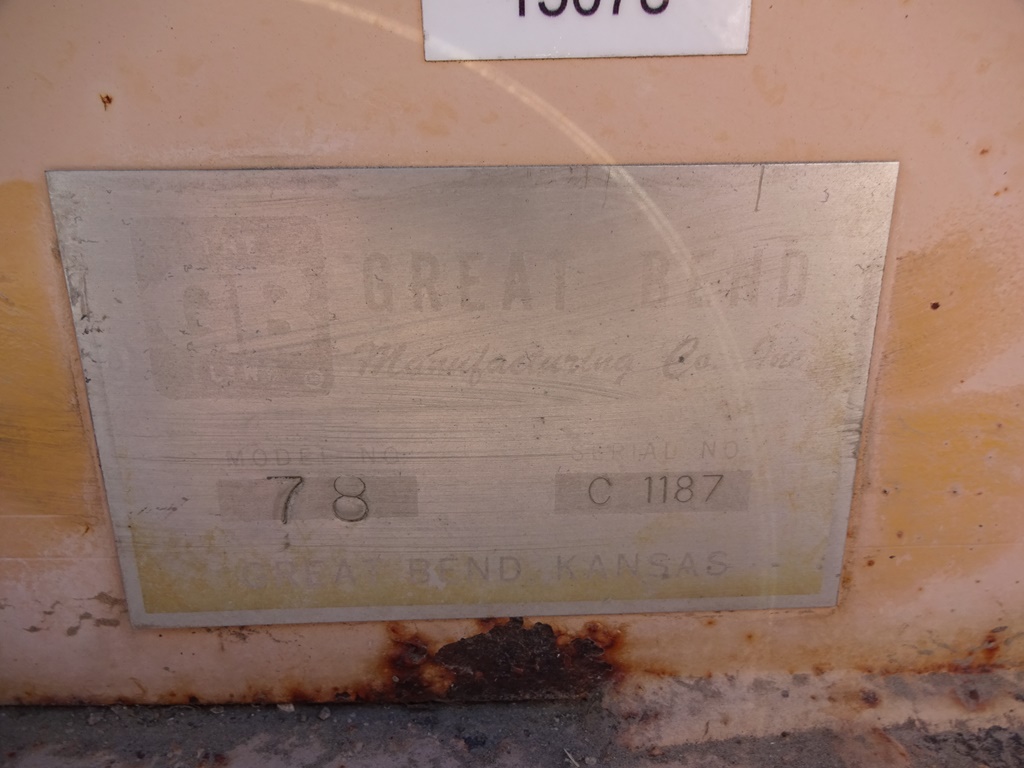 GREAT BEND
Manufacturing Co. Inc.
MODEL NO. SERIAL NO.
78 C 1187
GREAT BEND, KANSAS